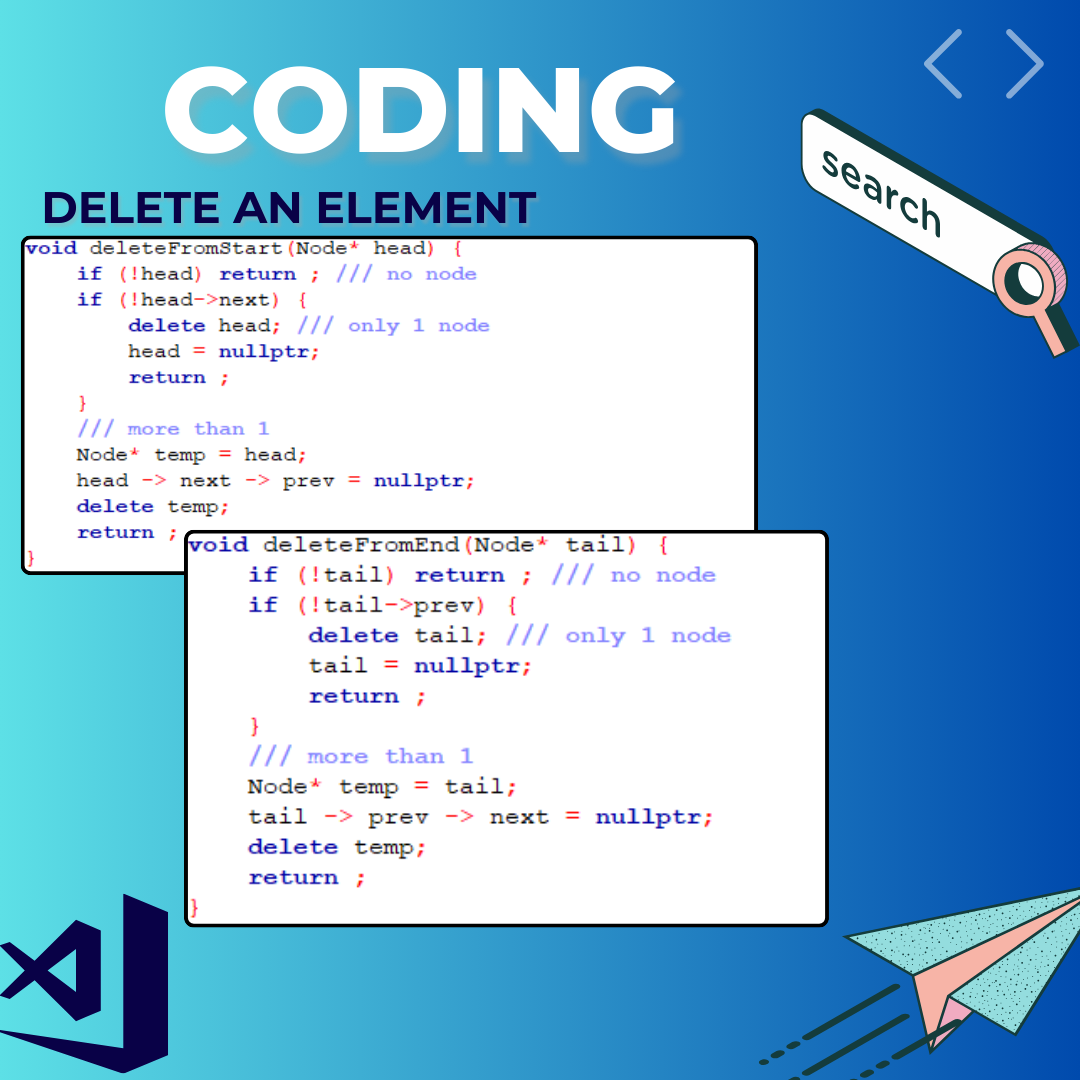 CODING
search
DELETE AN ELEMENT
void deleteFromStart(Node* head) {
    if (!head) return ; /// no node
    if (!head->next) {
        delete head; /// only 1 node
        head = nullptr;
        return ;
    }
    /// more than 1
    Node* temp = head;
    head -> next -> prev = nullptr;
    delete temp;
    return ;
}
void deleteFromEnd(Node* tail) {
    if (!tail) return ; /// no node
    if (!tail->prev) {
        delete tail; /// only 1 node
        tail = nullptr;
        return ;
    }
    /// more than 1
    Node* temp = tail;
    tail -> prev -> next = nullptr;
    delete temp;
    return ;
}